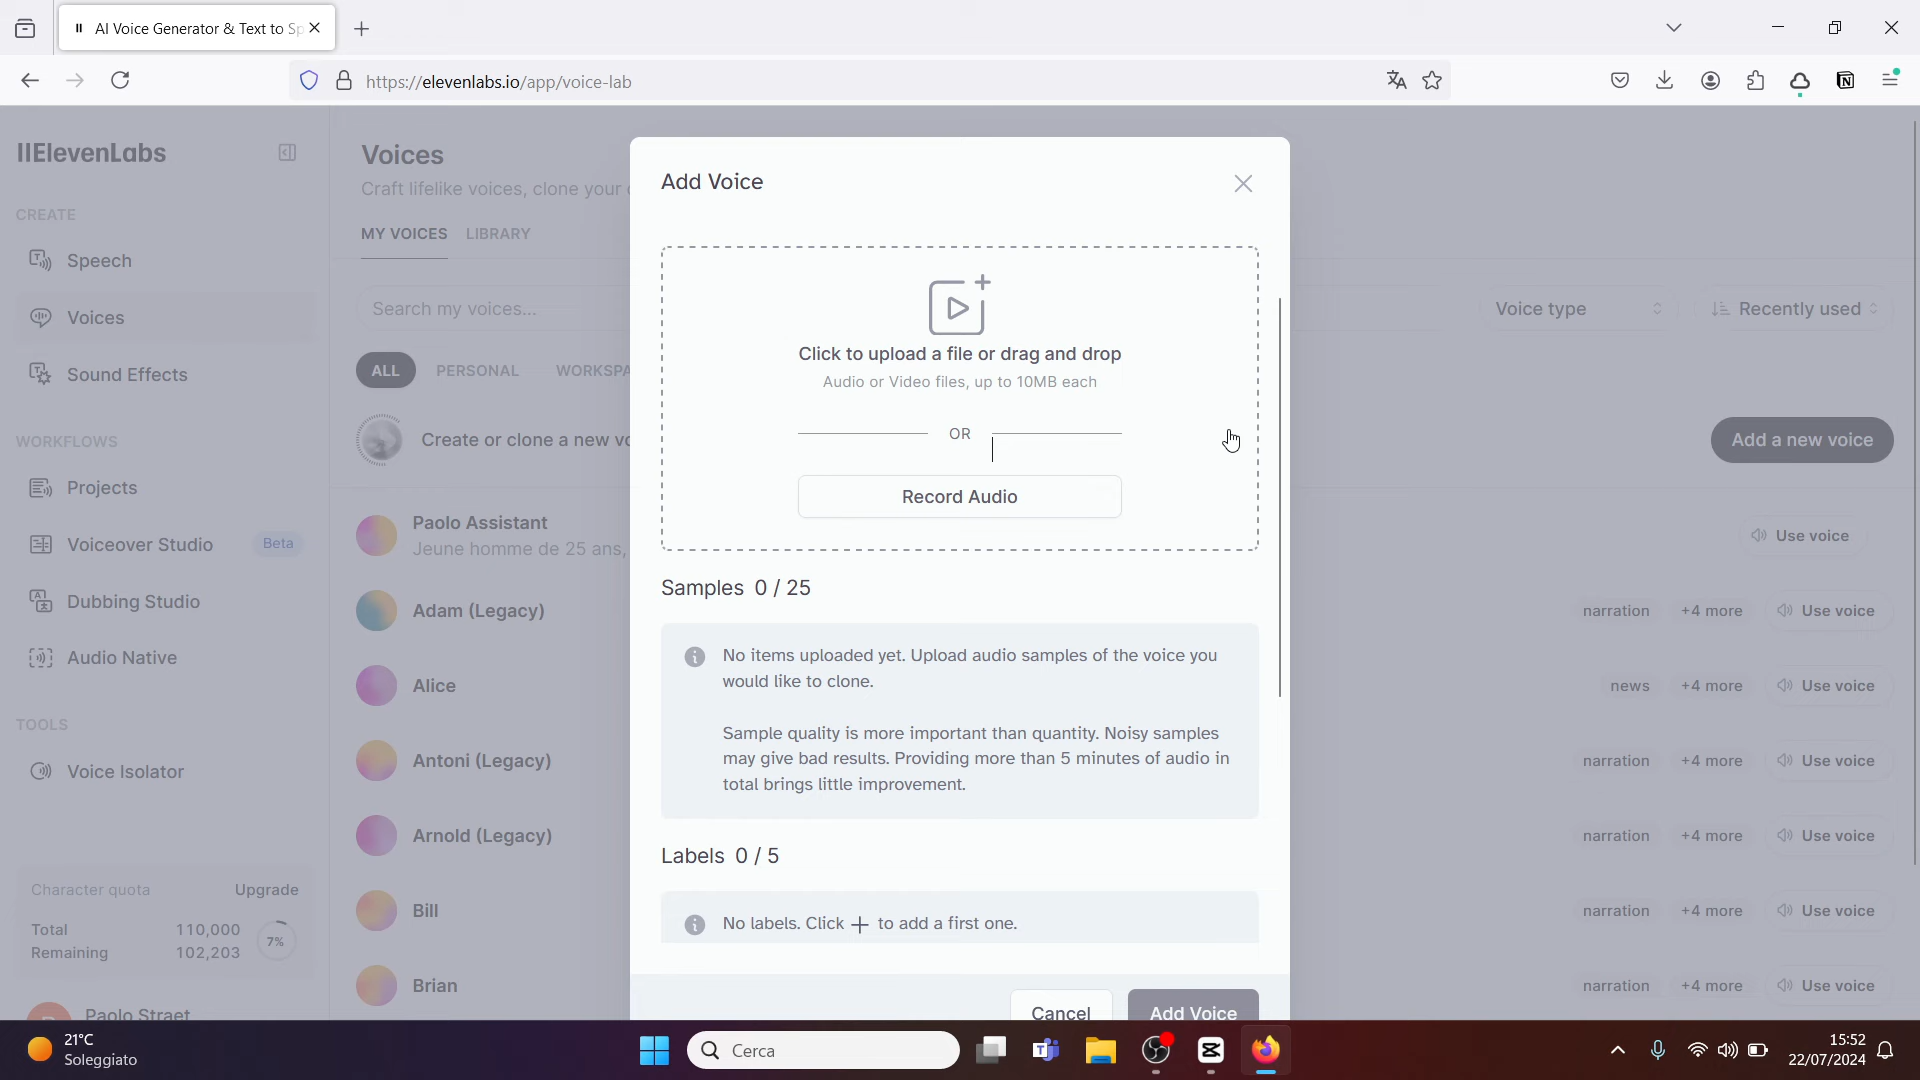 AI Voice Generator & Text to Sp
https://elevenlabs.io/app/voice-lab
IIElevenLabs
CREATE
Speech
Voices
Sound Effects
WORKFLOWS
Projects
Voiceover Studio Beta
Dubbing Studio
Audio Native
TOOLS
Voice Isolator
Character quota Upgrade
Total 110,000
Remaining 102,203
7%
Paolo Straet
Voices
Craft lifelike voices, clone your
MY VOICES LIBRARY
Search my voices...
Voice type
Recently used
ALL PERSONAL WORKSPA
Create or clone a new vo
Add a new voice
Paolo Assistant
Jeune homme de 25 ans,
Use voice
Adam (Legacy)
narration +4 more Use voice
Alice
news +4 more Use voice
Antoni (Legacy)
narration +4 more Use voice
Arnold (Legacy)
narration +4 more Use voice
Bill
narration +4 more Use voice
Brian
narration +4 more Use voice
Add Voice
Click to upload a file or drag and drop
Audio or Video files, up to 10MB each
OR
Record Audio
Samples 0 / 25
No items uploaded yet. Upload audio samples of the voice you
would like to clone.
Sample quality is more important than quantity. Noisy samples
may give bad results. Providing more than 5 minutes of audio in
total brings little improvement.
Labels 0 / 5
No labels. Click + to add a first one.
Cancel
Add Voice
21°C
Soleggiato
Cerca
15:52
22/07/2024